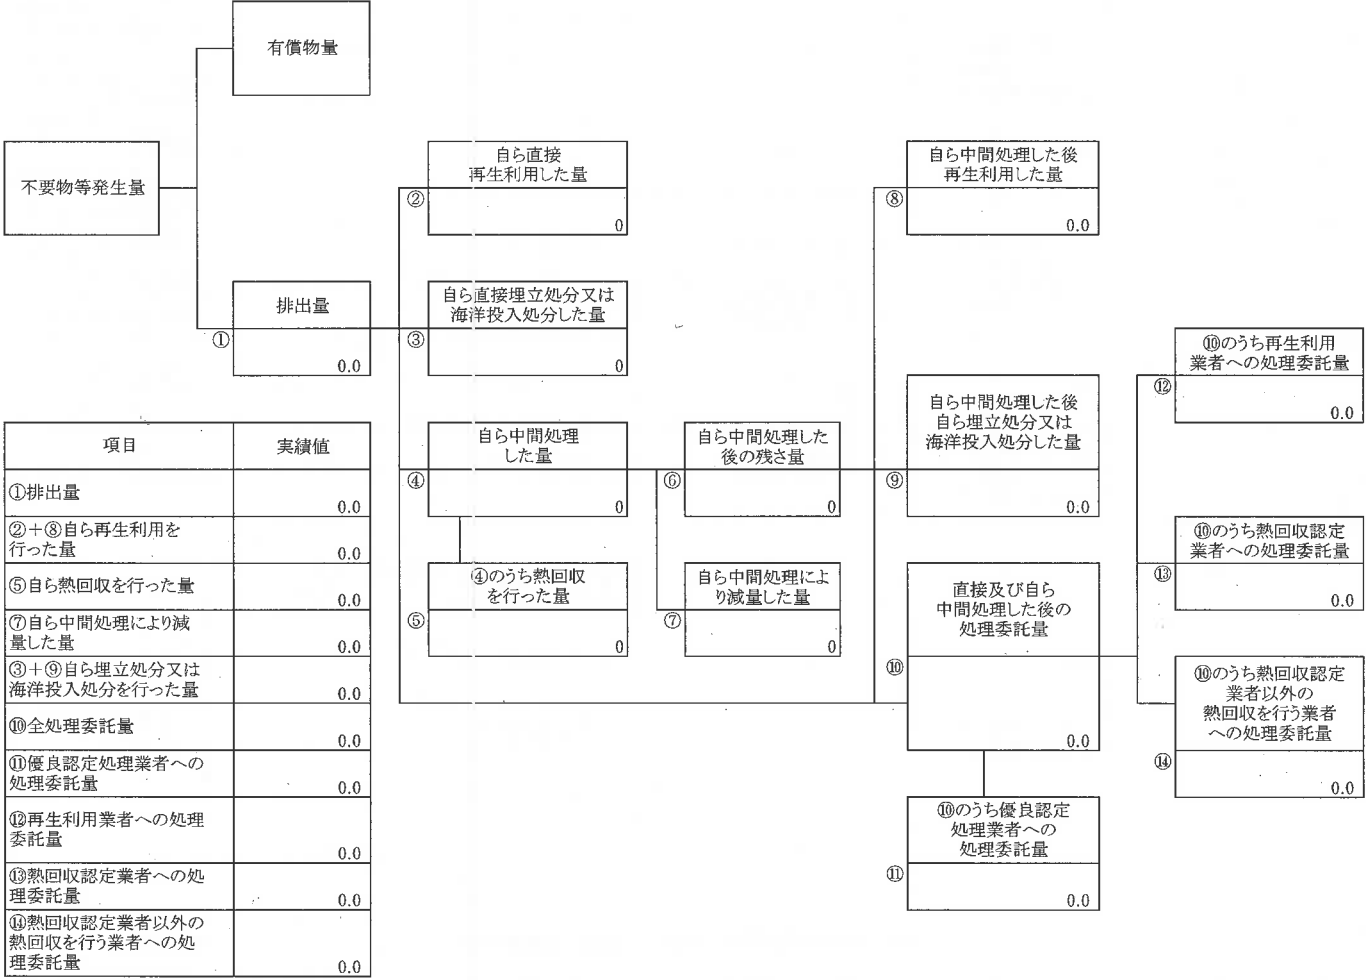 有償物量
不要物等発生量
排出量
①
0.0
自ら直接
再生利用した量
②
0
自ら直接埋立処分又は
海洋投入処分した量
③
0
自ら中間処理
した量
④
0
④のうち熱回収
を行った量
⑤
0
自ら中間処理した
後の残さ量
⑥
0
自ら中間処理によ
り減量した量
⑦
0
自ら中間処理した後
再生利用した量
⑧
0.0
自ら中間処理した後
自ら埋立処分又は
海洋投入処分した量
⑨
0.0
直接及び自ら
中間処理した後の
処理委託量
⑩
0.0
⑩のうち優良認定
処理業者への
処理委託量
⑪
0.0
⑩のうち再生利用
業者への処理委託量
⑫
0.0
⑩のうち熱回収認定
業者への処理委託量
⑬
0.0
⑩のうち熱回収認定
業者以外の
熱回収を行う業者
への処理委託量
⑭
0.0
項目 実績値
①排出量
0.0
②+⑧自ら再生利用を
行った量 0.0
⑤自ら熱回収を行った量
0.0
⑦自ら中間処理により減
量した量 0.0
③+⑨自ら埋立処分又は
海洋投入処分を行った量 0.0
⑩全処理委託量
0.0
⑪優良認定処理業者への
処理委託量 0.0
⑫再生利用業者への処理
委託量
0.0
⑬熱回収認定業者への処
理委託量 0.0
⑭熱回収認定業者以外の
熱回収を行う業者への処
理委託量 0.0